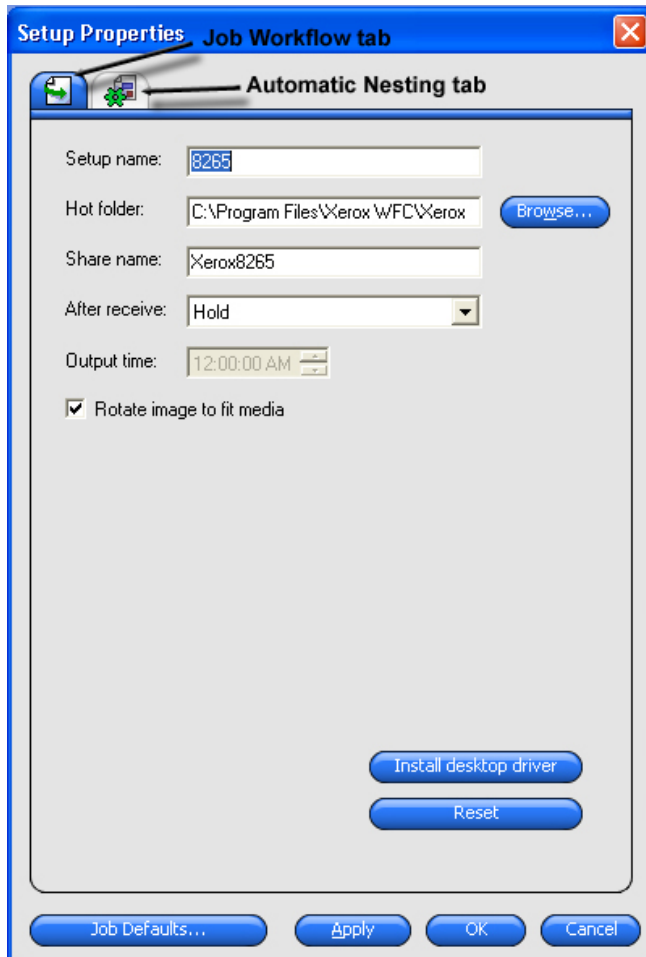 Setup Properties
Job Workflow tab
Automatic Nesting tab
Setup name: 8265
Hot folder: C:\Program Files\Xerox WFC\Xerox Browse...
Share name: Xerox8265
After receive: Hold
Output time: 12:00:00 AM
Rotate image to fit media
Install desktop driver
Reset
Job Defaults... Apply OK Cancel